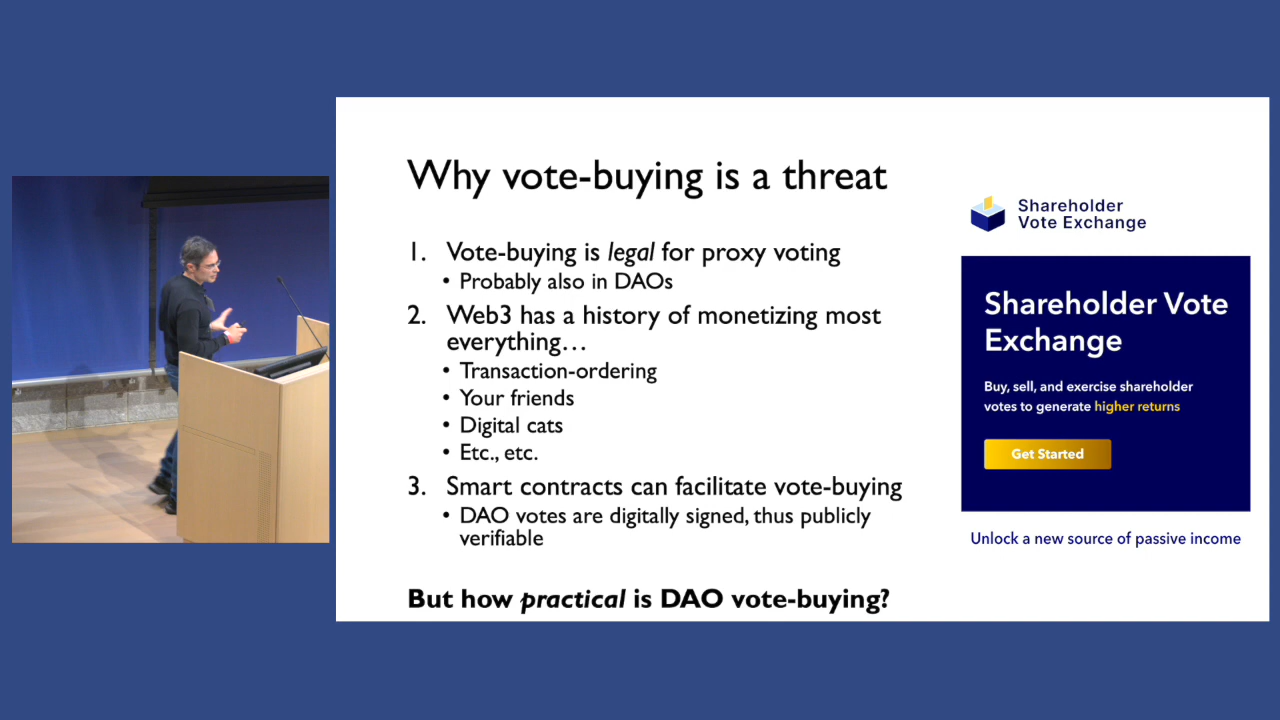 Why vote-buying is a threat
1. Vote-buying is legal for proxy voting
• Probably also in DAOs
2. Web3 has a history of monetizing most
everything…
• Transaction-ordering
• Your friends
• Digital cats
• Etc., etc.
3. Smart contracts can facilitate vote-buying
• DAO votes are digitally signed, thus publicly
verifiable
But how practical is DAO vote-buying?
Shareholder
Vote Exchange
Shareholder Vote
Exchange
Buy, sell, and exercise shareholder
votes to generate higher returns
Get Started
Unlock a new source of passive income